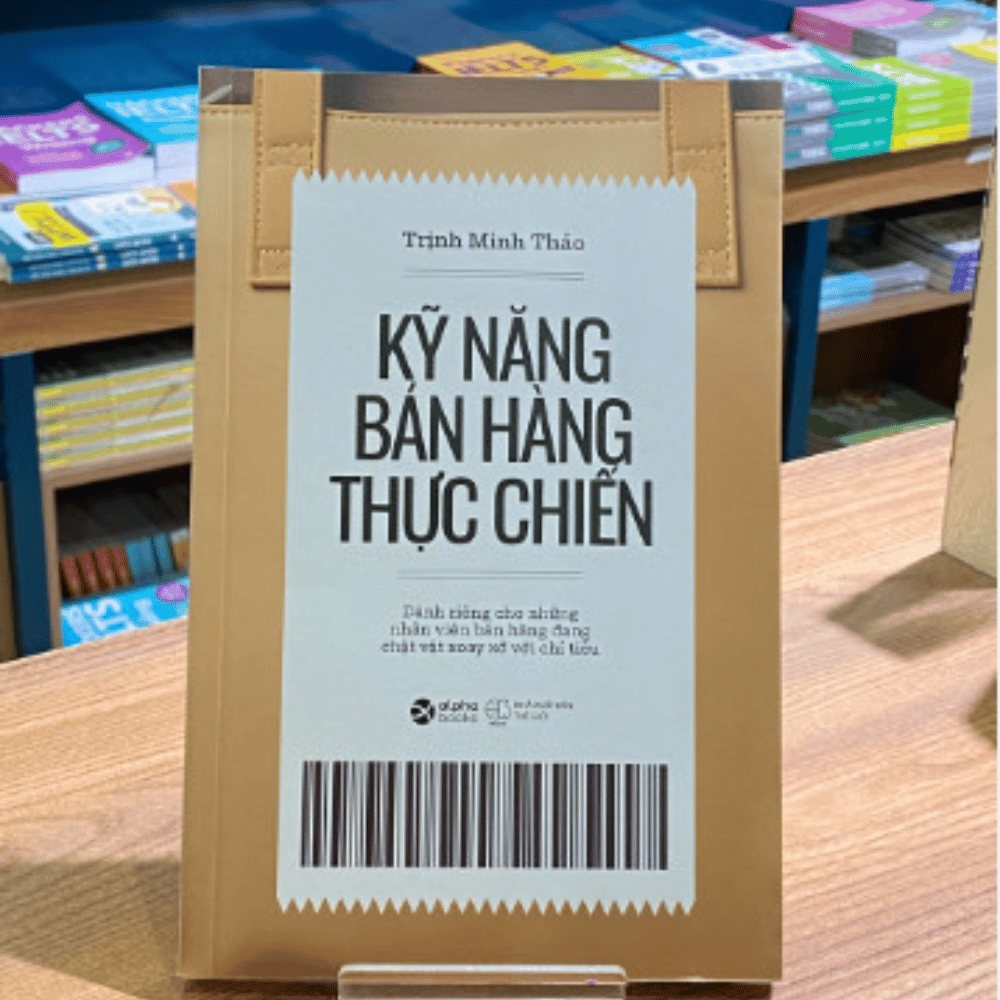 Trịnh Minh Thảo
KỸ NĂNG
BÁN HÀNG
THỰC CHIẾN
Dành riêng cho những
nhân viên bán hàng đang
chật vật xoay xở với chỉ tiêu
alpha
books